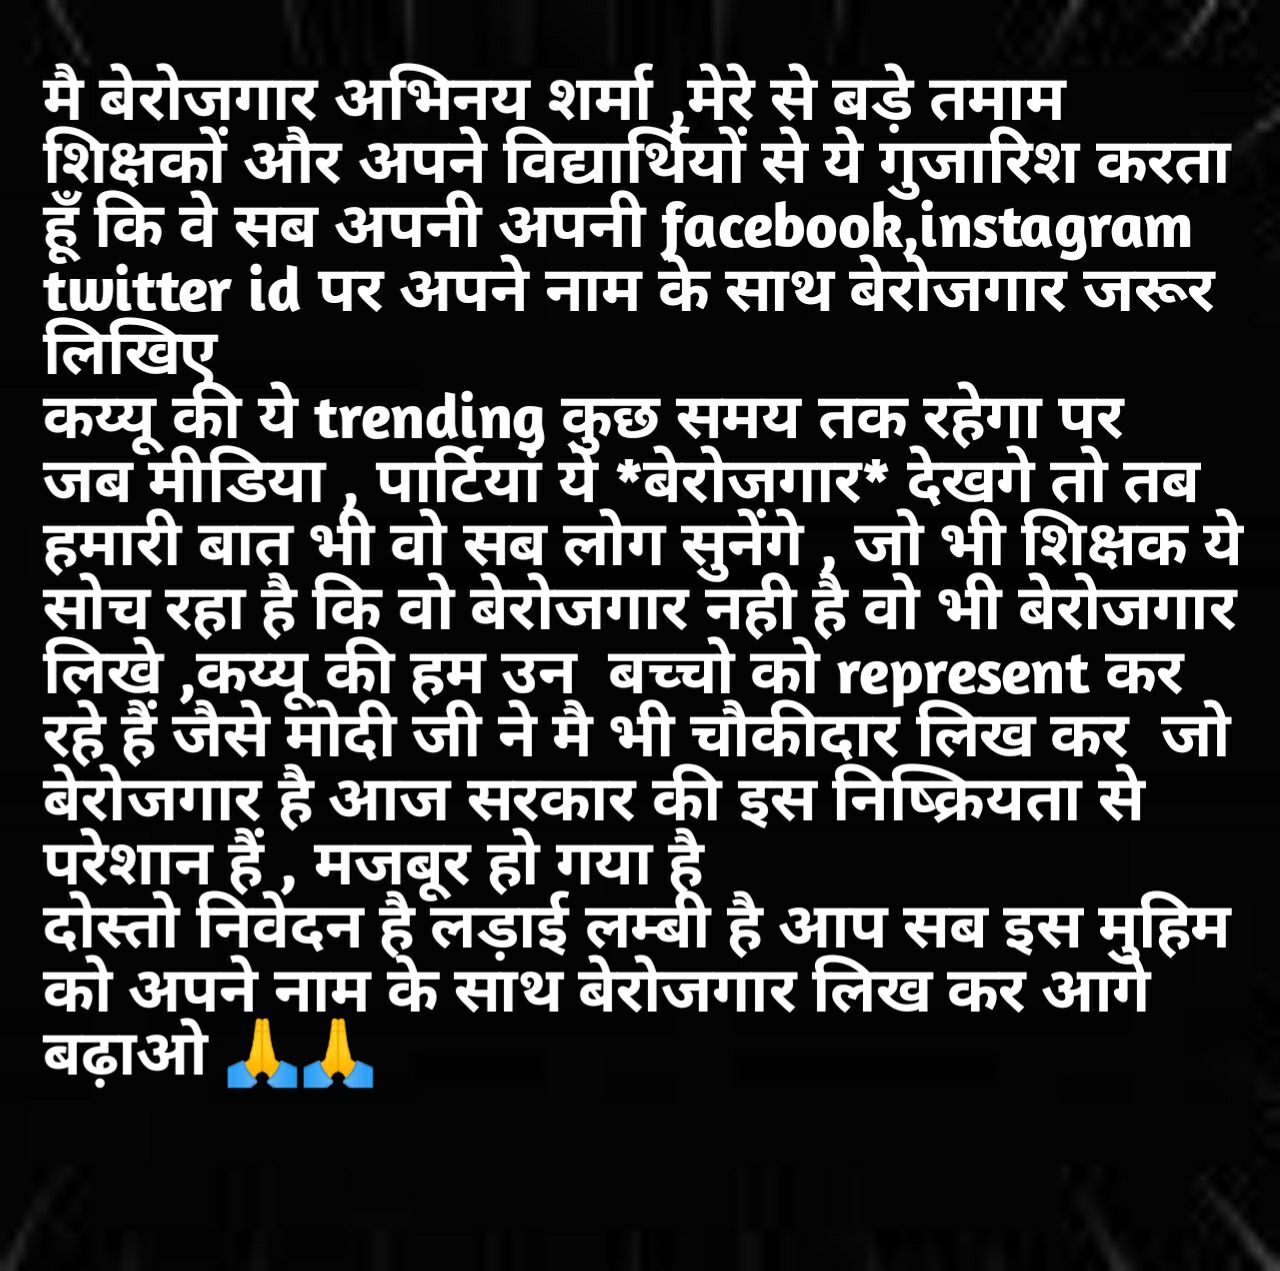 मै बेरोजगार अभिनय शर्मा ,मेरे से बड़े तमाम
शिक्षकों और अपने विद्यार्थियों से ये गुजारिश करता
हूँ कि वे सब अपनी अपनी facebook,instagram
twitter id पर अपने नाम के साथ बेरोजगार जरूर
लिखिए
कय्यू की ये trending कुछ समय तक रहेगा पर
जब मीडिया , पार्टियां ये *बेरोजगार* देखगे तो तब
हमारी बात भी वो सब लोग सुनेंगे , जो भी शिक्षक ये
सोच रहा है कि वो बेरोजगार नही है वो भी बेरोजगार
लिखे ,कय्यू की हम उन  बच्चो को represent कर
रहे हैं जैसे मोदी जी ने मै भी चौकीदार लिख कर  जो
बेरोजगार है आज सरकार की इस निष्क्रियता से
परेशान हैं , मजबूर हो गया है
दोस्तो निवेदन है लड़ाई लम्बी है आप सब इस मुहिम
को अपने नाम के साथ बेरोजगार लिख कर आगे
बढ़ाओ 🙏🙏